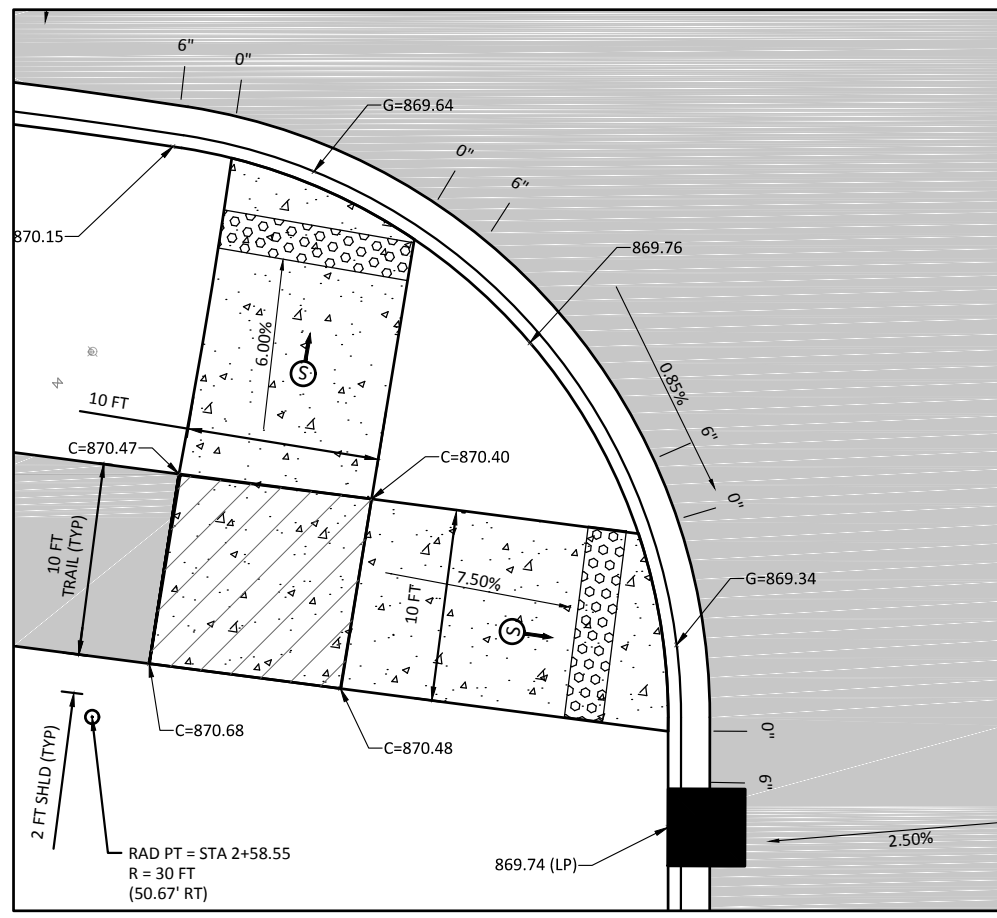 6"
0"
G=869.64
0"
6"
870.15
869.76
6.00%
S
0.85%
10 FT
6"
C=870.47
C=870.40
0"
10 FT
TRAIL (TYP)
7.50%
10 FT
G=869.34
S
C=870.68
C=870.48
0"
6"
2 FT SHLD (TYP)
2.50%
RAD PT = STA 2+58.55
R = 30 FT
(50.67' RT)
869.74 (LP)